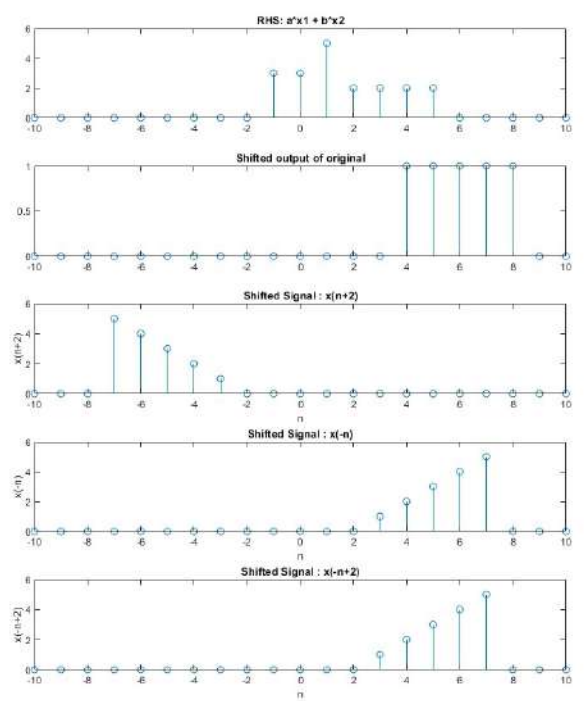 RHS: a*x1 + b*x2
6
4
2
0
-10 -8 -6 -4 -2 0 2 4 6 8 10
Shifted output of original
1
0.5
0
-10 -8 -6 -4 -2 0 2 4 6 8 10
Shifted Signal : x(n+2)
6
4
2
0
x(n+2)
-10 -8 -6 -4 -2 0 2 4 6 8 10
n
Shifted Signal : x(-n)
6
4
2
0
x(-n)
-10 -8 -6 -4 -2 0 2 4 6 8 10
n
Shifted Signal : x(-n+2)
6
4
2
0
x(-n+2)
-10 -8 -6 -4 -2 0 2 4 6 8 10
n